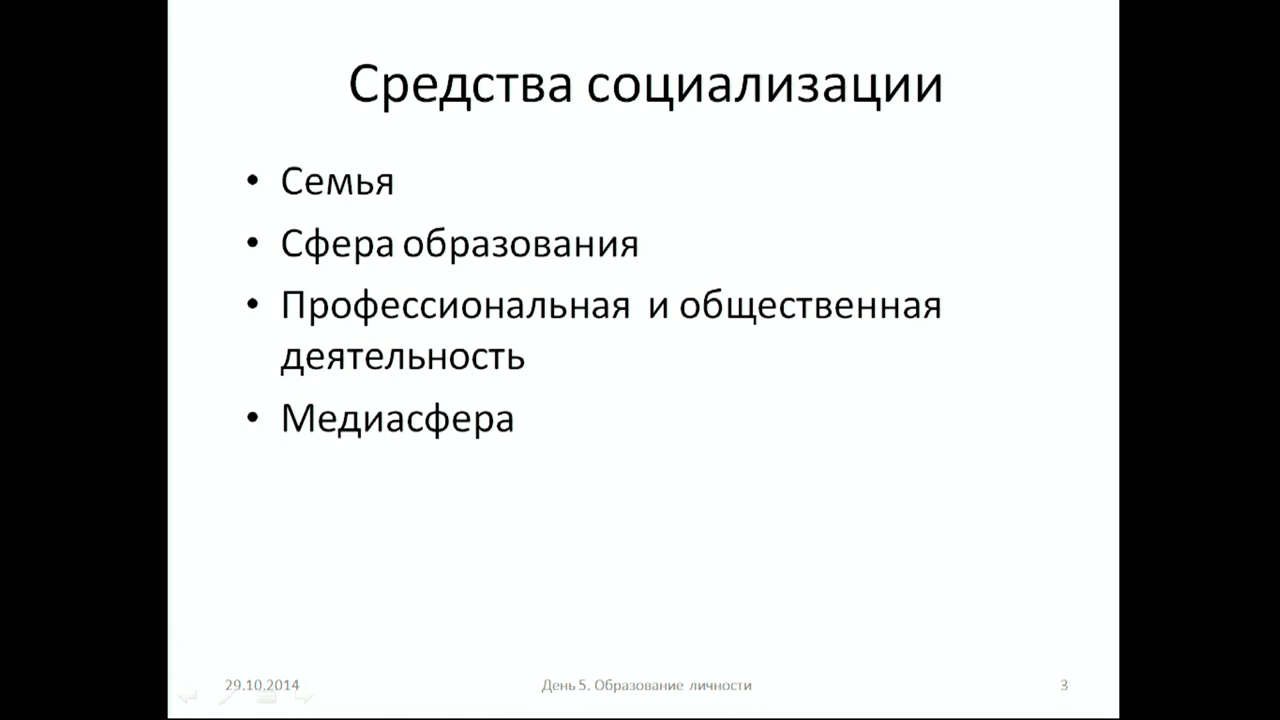 Средства социализации
• Семья
• Сфера образования
• Профессиональная и общественная
деятельность
• Медиасфера
29.10.2014 День 5. Образование личности 3